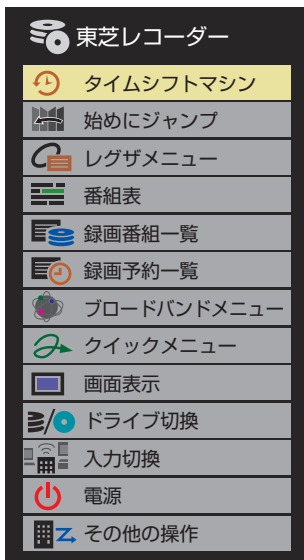 東芝レコーダー
タイムシフトマシン
始めにジャンプ
レグザメニュー
番組表
録画番組一覧
録画予約一覧
ブロードバンドメニュー
クイックメニュー
画面表示
ドライブ切換
入力切換
電源
その他の操作